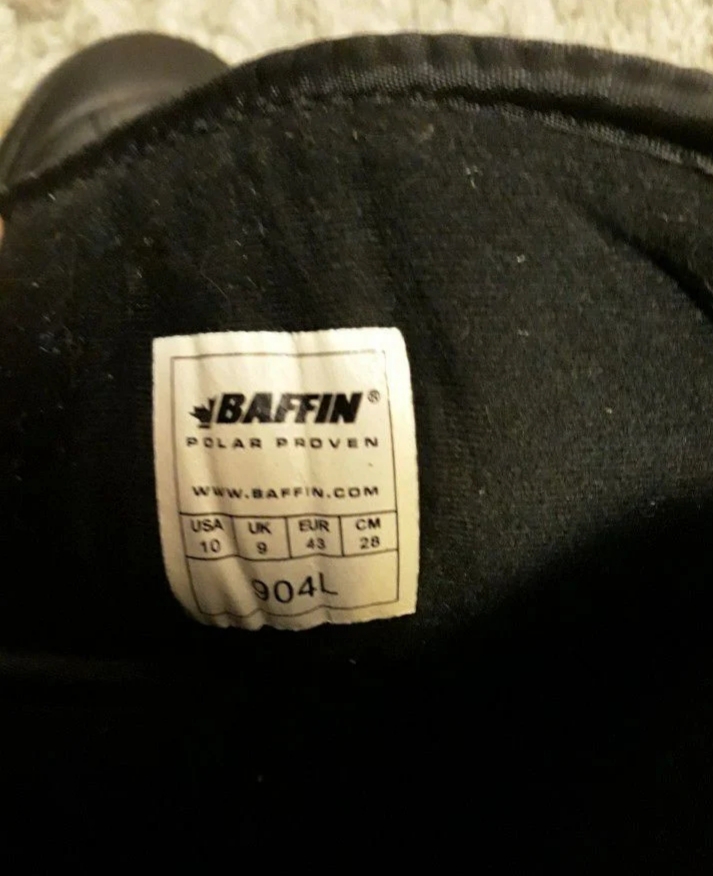 BAFFIN®
POLAR PROVEN
WWW.BAFFIN.COM
USA UK EUR CM
10 9 43 28
904L